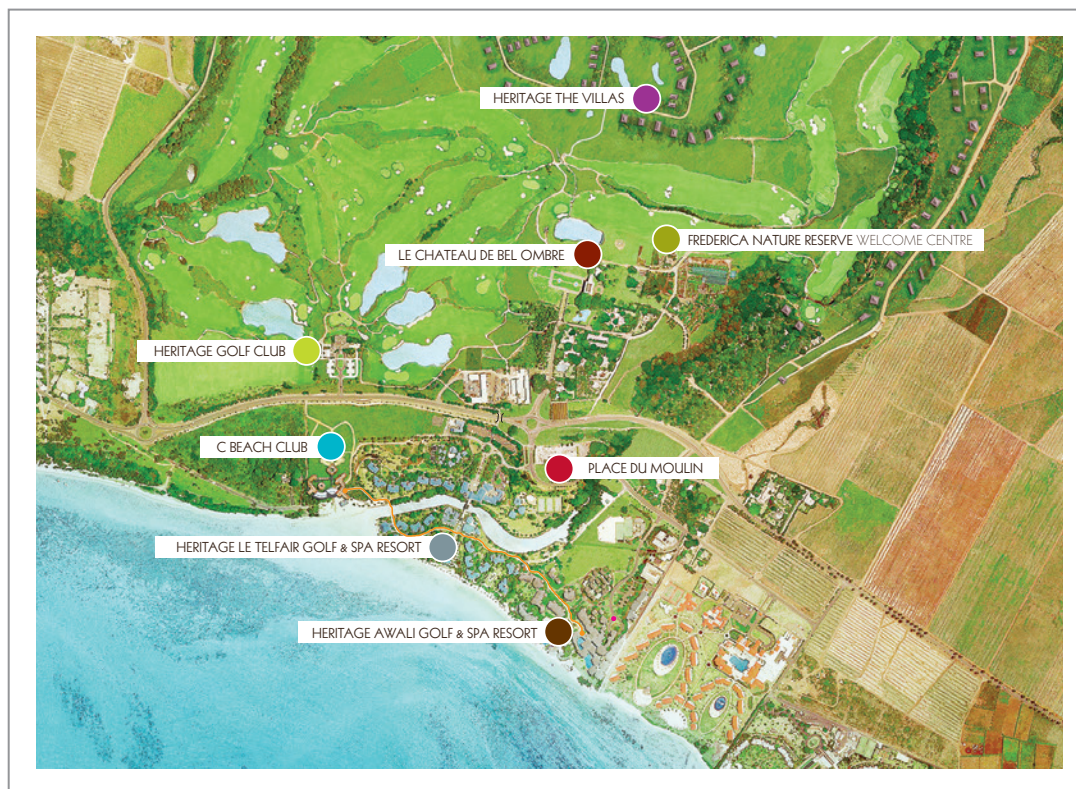 HERITAGE THE VILLAS
FREDERICA NATURE RESERVE WELCOME CENTRE
LE CHATEAU DE BEL OMBRE
HERITAGE GOLF CLUB
C BEACH CLUB
PLACE DU MOULIN
HERITAGE LE TELFAIR GOLF & SPA RESORT
HERITAGE AWALI GOLF & SPA RESORT